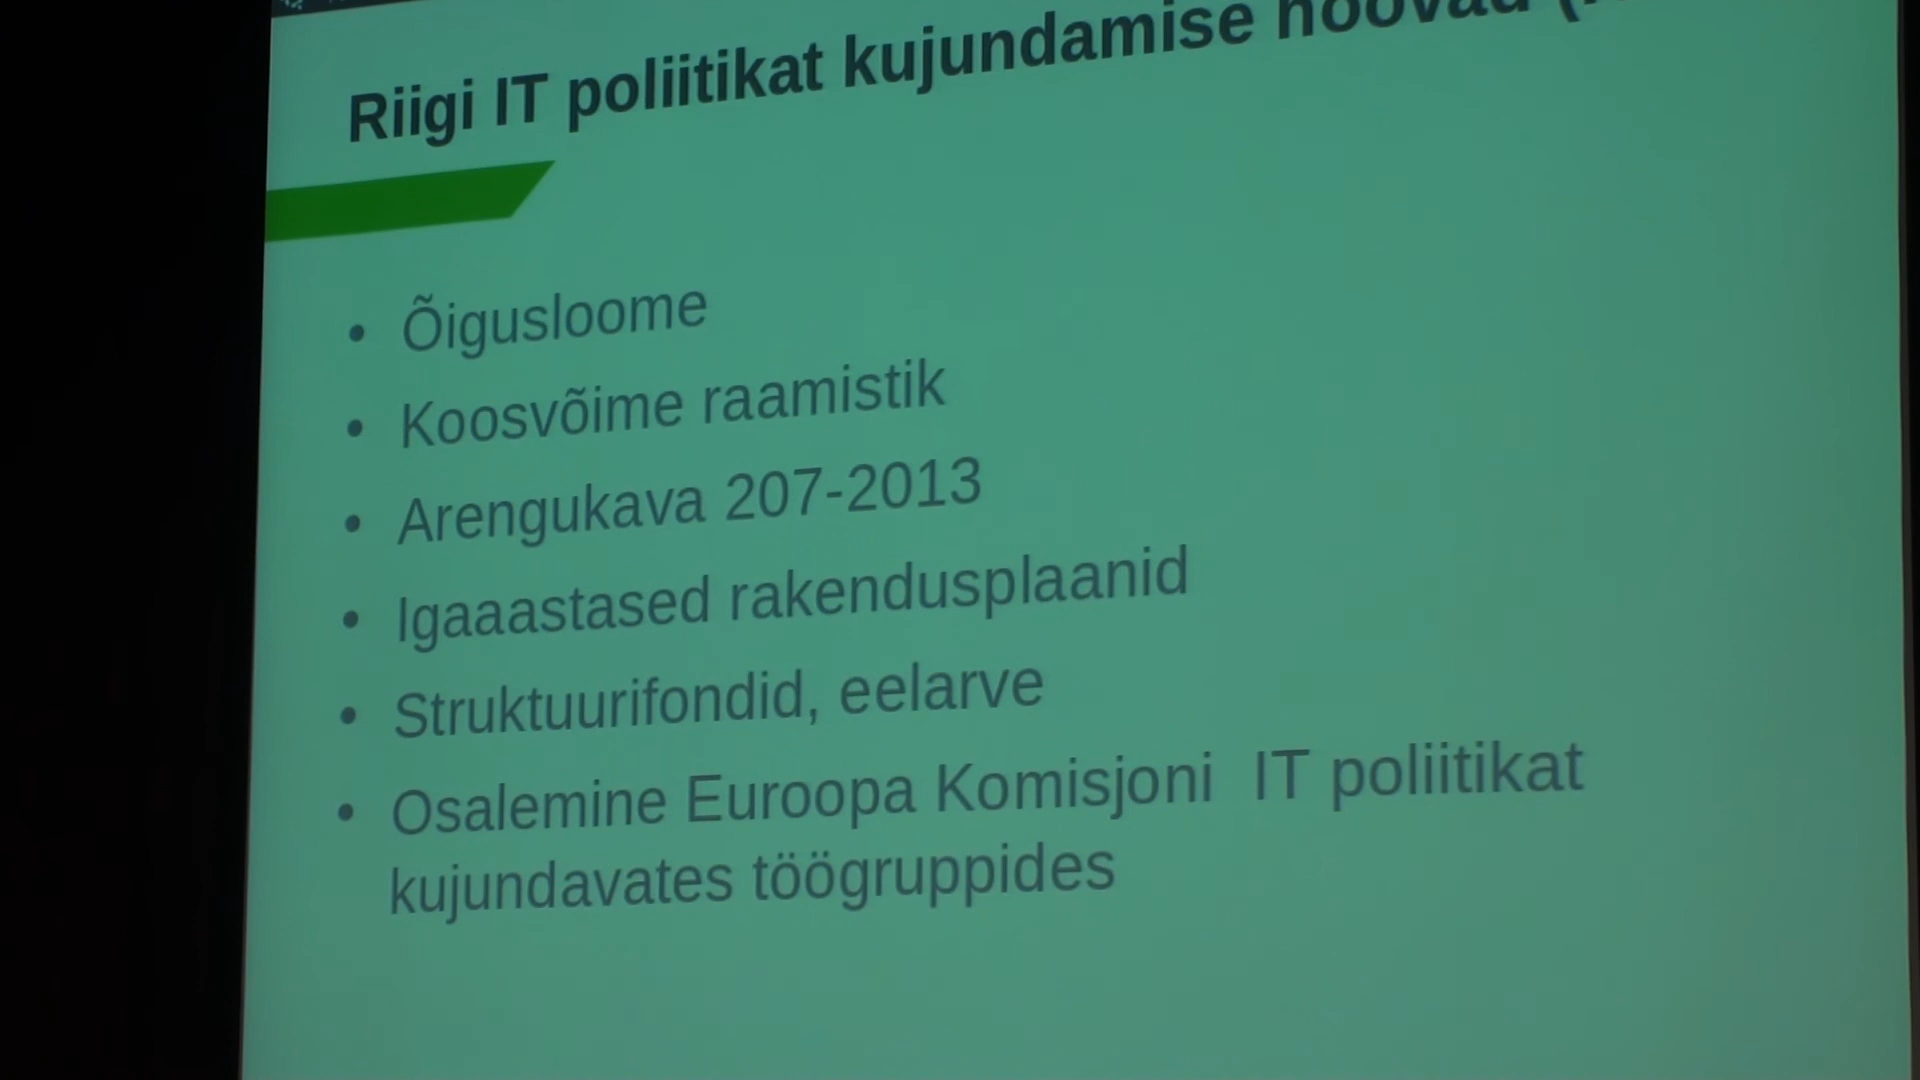 Riigi IT poliitikat kujundamise hoovad
• Õigusloome
• Koosvõime raamistik
• Arengukava 207-2013
• Igaaastased rakendusplaanid
• Struktuurifondid, eelarve
• Osalemine Euroopa Komisjoni IT poliitikat
kujundavates töögruppides